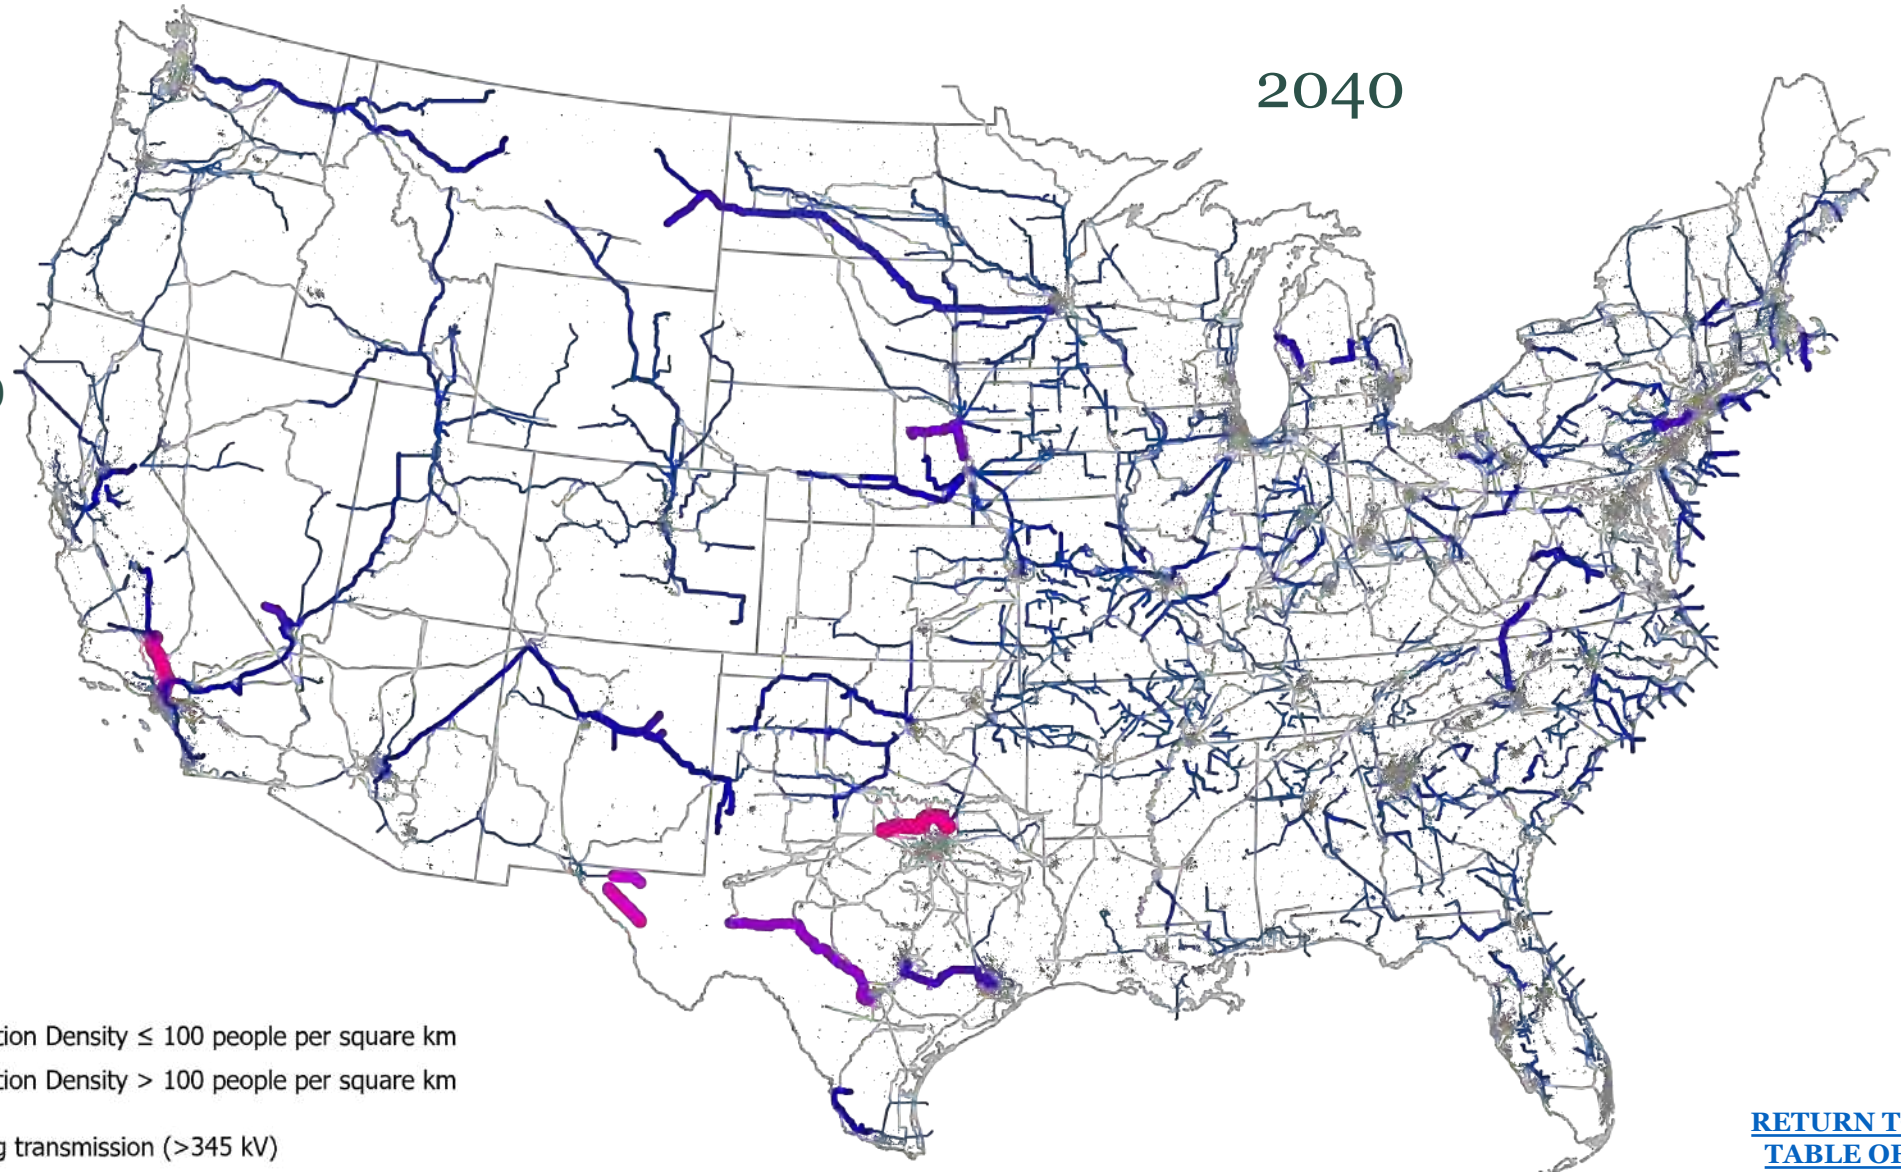 2040
tion Density ≤ 100 people per square km
tion Density > 100 people per square km
g transmission (>345 kV)
RETURN T
TABLE OF